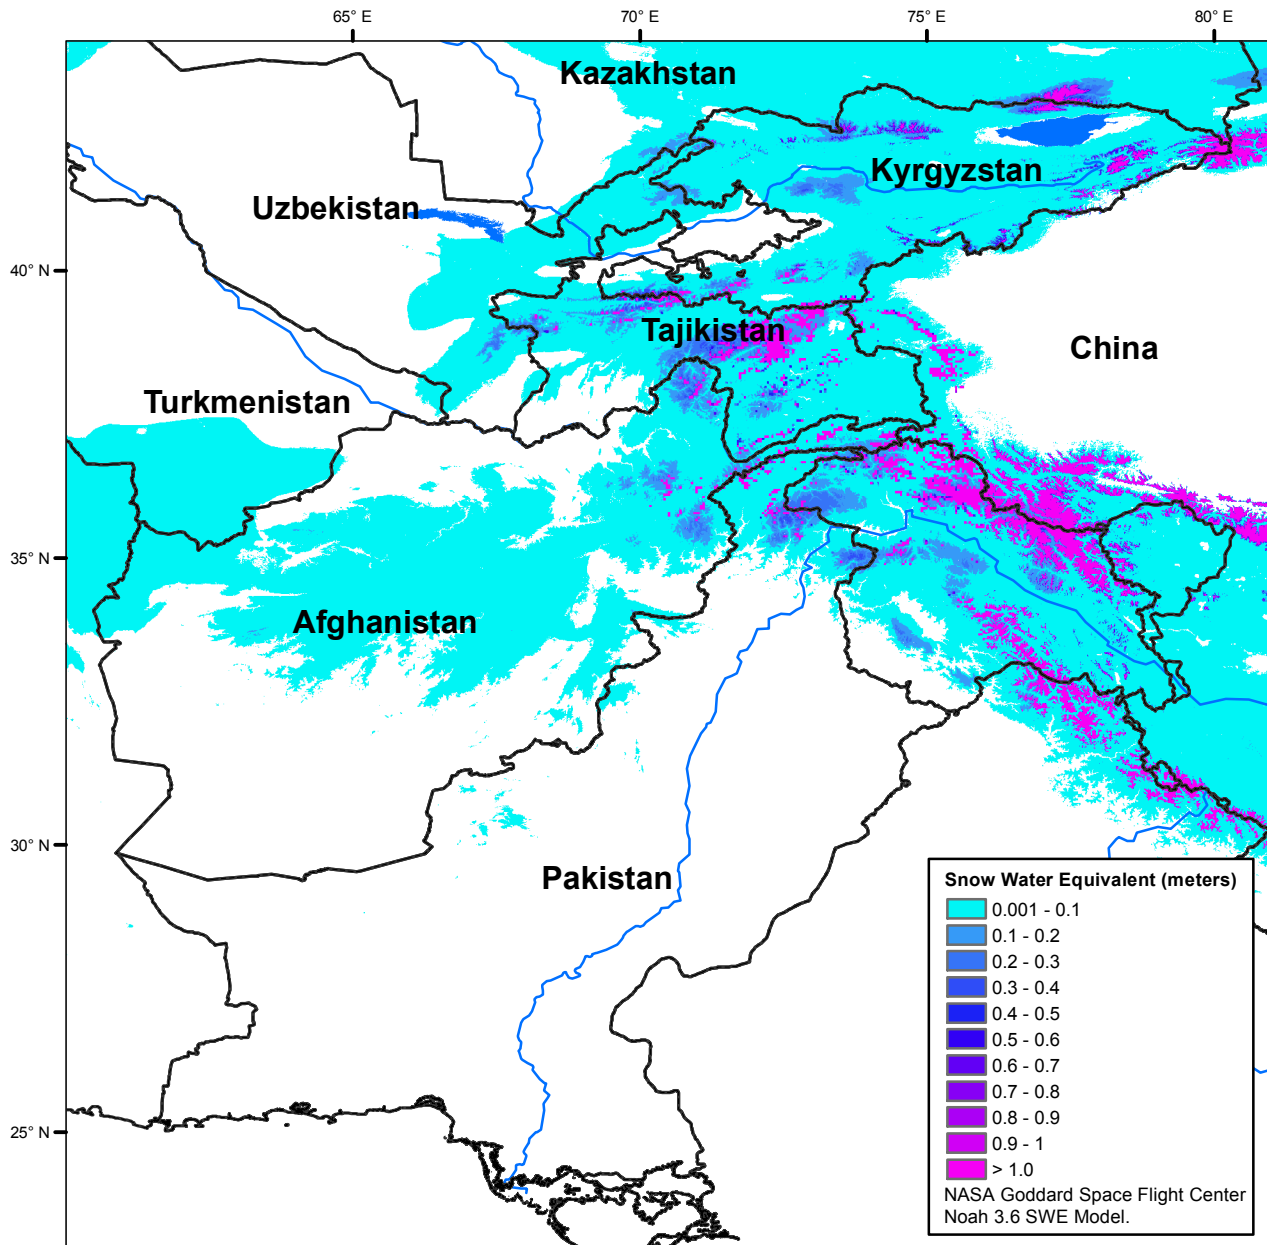 65° E
70° E
75° E
80° E
Kazakhstan
Kyrgyzstan
Uzbekistan
40° N
Tajikistan
China
Turkmenistan
35° N
Afghanistan
30° N
Pakistan
25° N
Snow Water Equivalent (meters)
0.001 - 0.1
0.1 - 0.2
0.2 - 0.3
0.3 - 0.4
0.4 - 0.5
0.5 - 0.6
0.6 - 0.7
0.7 - 0.8
0.8 - 0.9
0.9 - 1
> 1.0
NASA Goddard Space Flight Center
Noah 3.6 SWE Model.